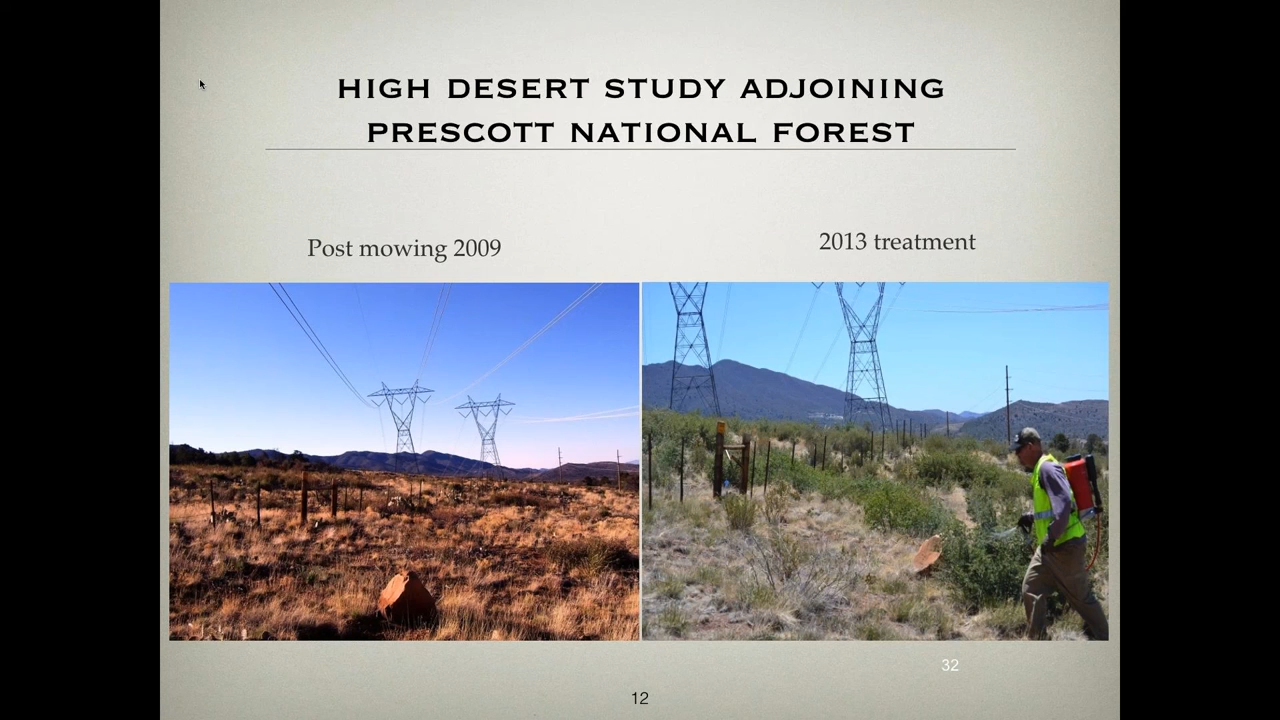 HIGH DESERT STUDY ADJOINING
PRESCOTT NATIONAL FOREST
Post mowing 2009
2013 treatment
32
12